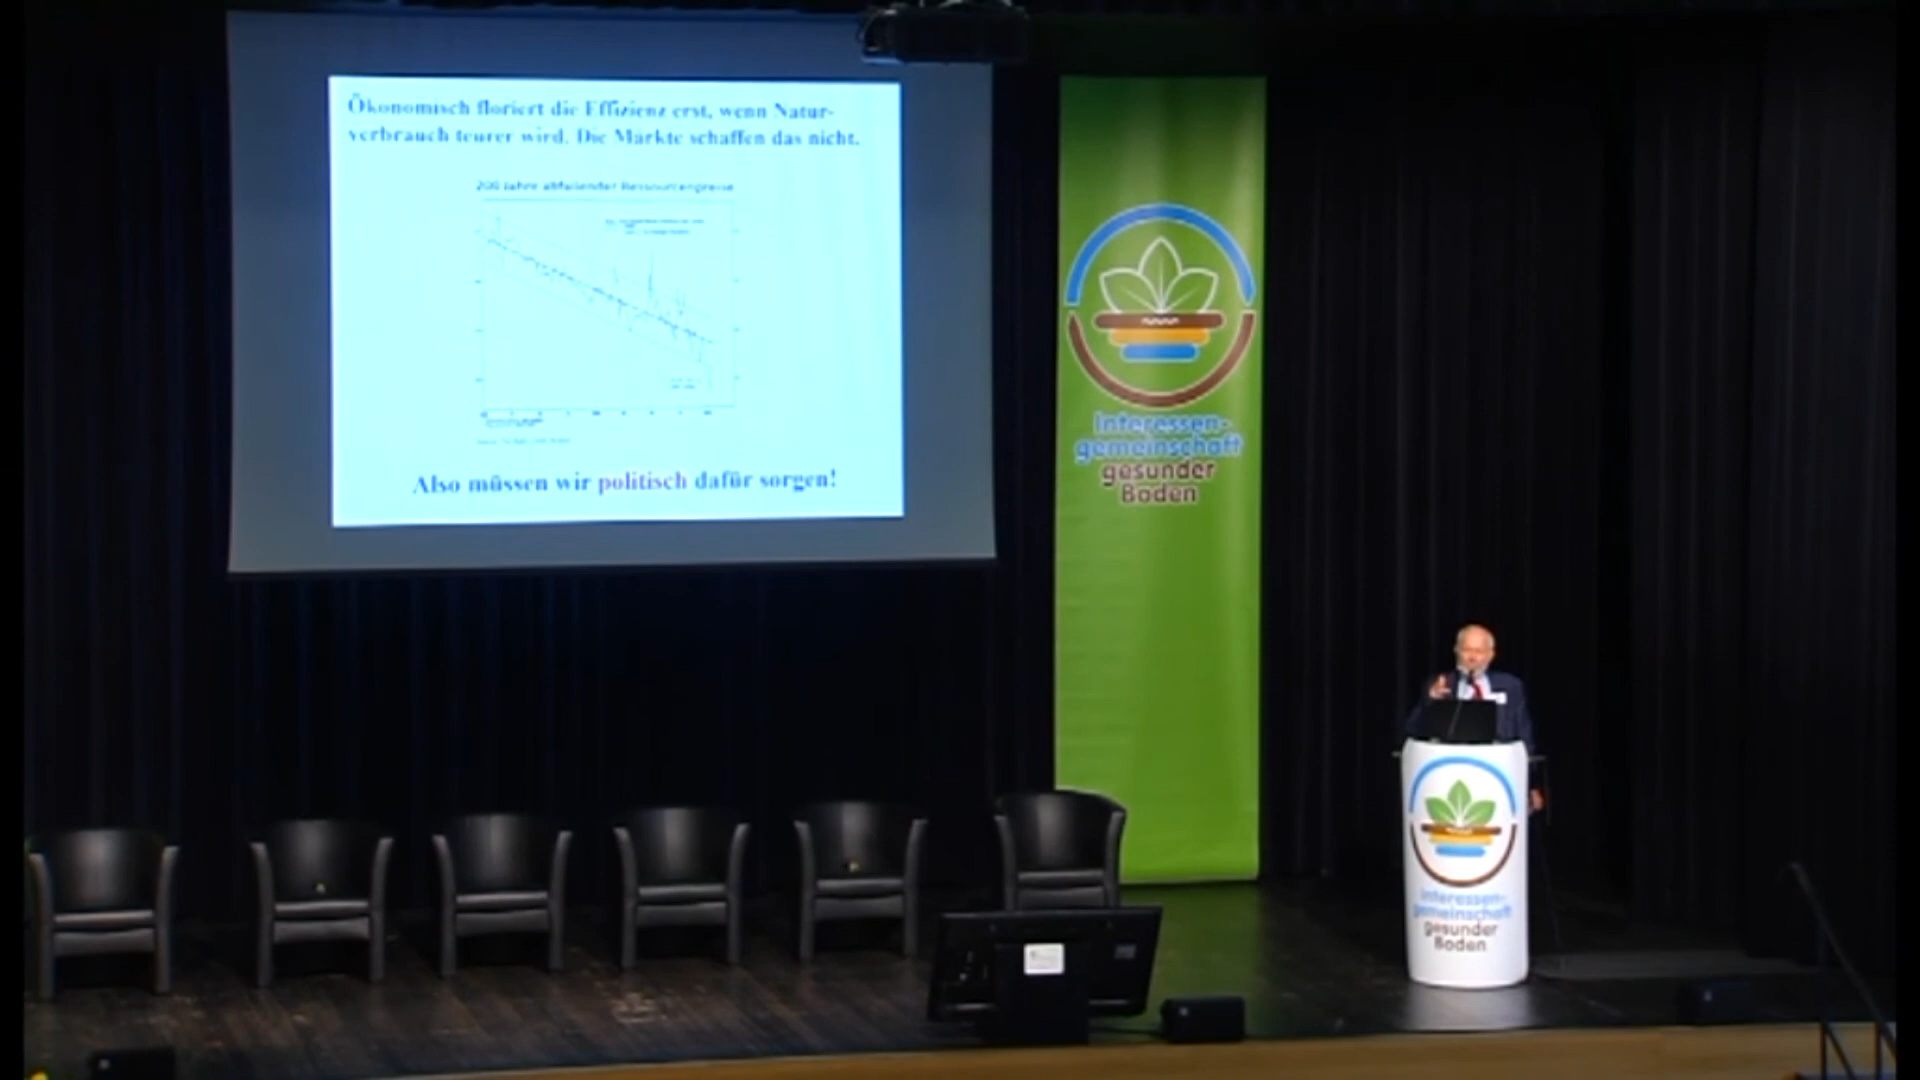 Ökonomisch floriert die Effizienz erst, wenn Natur-
verbrauch teurer wird. Die Märkte schaffen das nicht.
200 Jahre abfallender Ressourcenpreise
Also müssen wir politisch dafür sorgen!
Interessen-
gemeinschaft
gesunder
Boden
Interessen-
gemeinschaft
gesunder
Boden